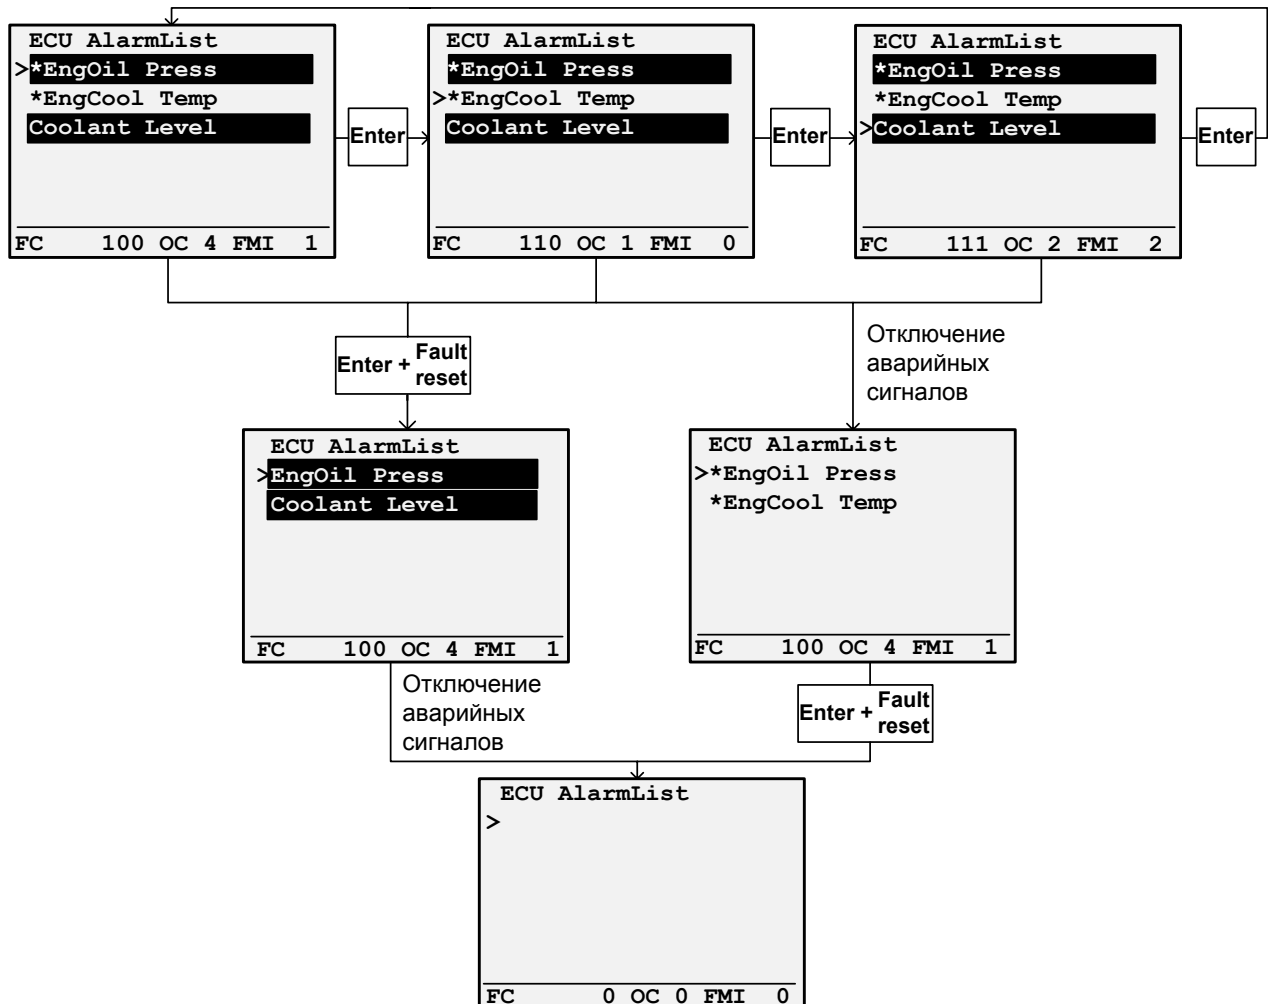 ECU AlarmList
>*EngOil Press
*EngCool Temp
Coolant Level
FC 100 OC 4 FMI 1
Enter
ECU AlarmList
*EngOil Press
>*EngCool Temp
Coolant Level
FC 110 OC 1 FMI 0
Enter
ECU AlarmList
*EngOil Press
*EngCool Temp
>Coolant Level
FC 111 OC 2 FMI 2
Enter
Enter + Fault
reset
Отключение
аварийных
сигналов
ECU AlarmList
>EngOil Press
Coolant Level
FC 100 OC 4 FMI 1
ECU AlarmList
>*EngOil Press
*EngCool Temp
FC 100 OC 4 FMI 1
Отключение
аварийных
сигналов
Enter + Fault
reset
ECU AlarmList
>
FC 0 OC 0 FMI 0